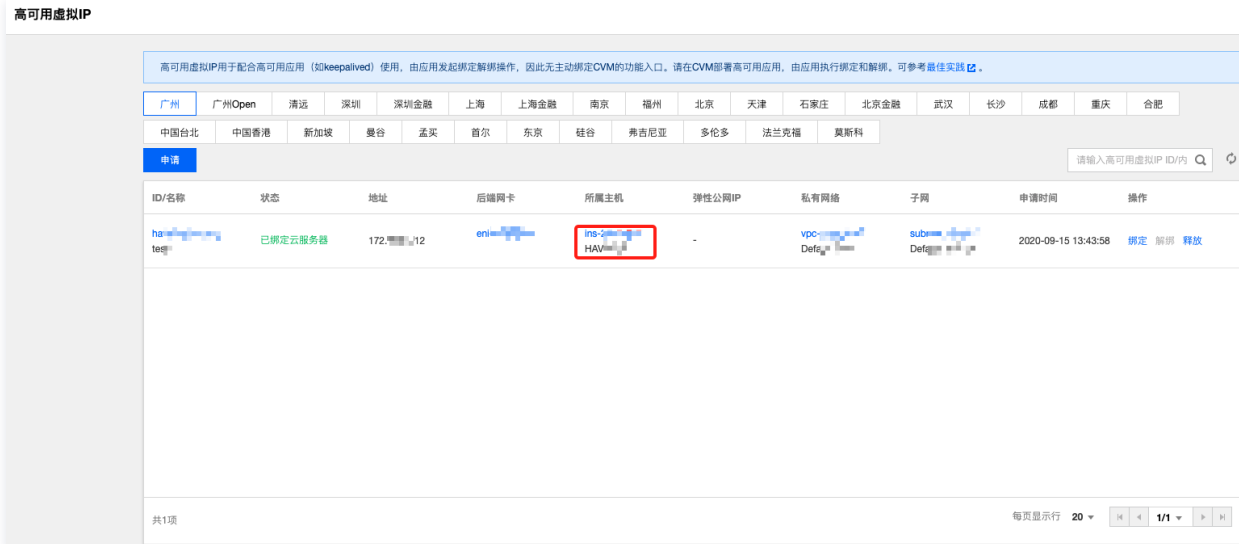 高可用虚拟IP
高可用虚拟IP用于配合高可用应用（如keepalived）使用，由应用发起绑定解绑操作，因此无主动绑定CVM的功能入口。请在CVM部署高可用应用，由应用执行绑定和解绑。可参考最佳实践。
广州 广州Open 清远 深圳 深圳金融 上海 上海金融 南京 福州 北京 天津 石家庄 北京金融 武汉 长沙 成都 重庆 合肥
中国台北 中国香港 新加坡 曼谷 孟买 首尔 东京 硅谷 弗吉尼亚 多伦多 法兰克福 莫斯科
申请 请输入高可用虚拟IP ID/内
ID/名称 状态 地址 后端网卡 所属主机 弹性公网IP 私有网络 子网 申请时间 操作
已绑定云服务器 172. 12 - 2020-09-15 13:43:58 绑定 解绑 释放
共1项 每页显示行 20 1/1